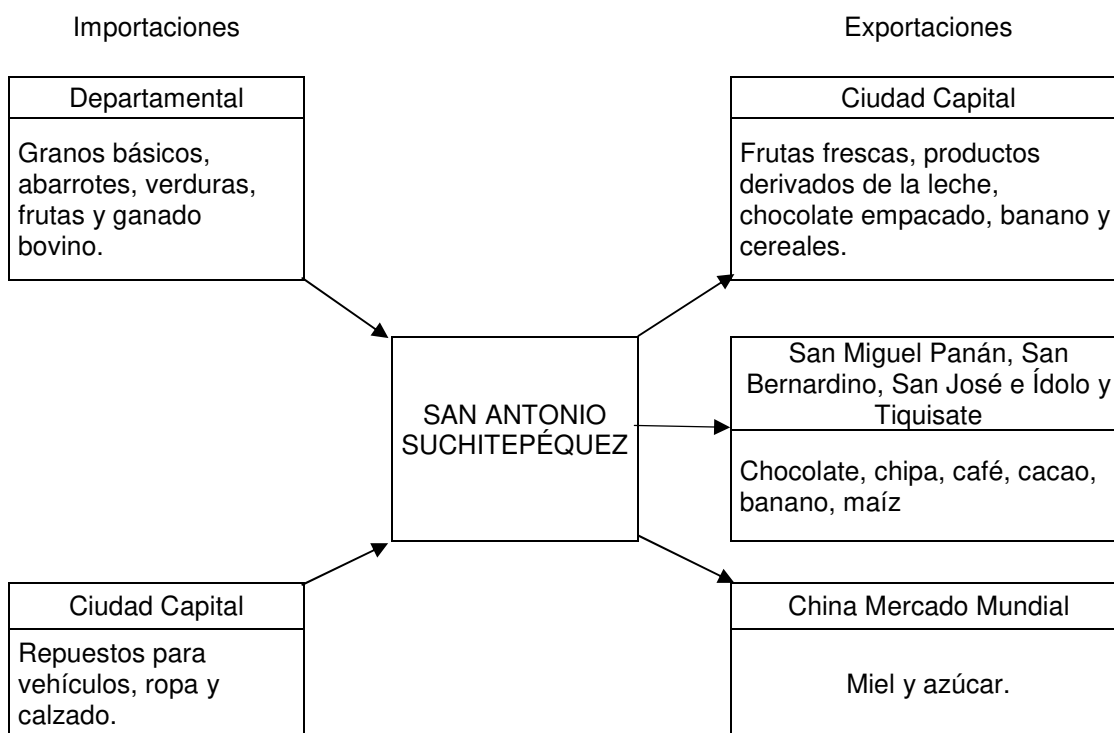 Importaciones
Exportaciones
Departamental
Granos básicos,
abarrotes, verduras,
frutas y ganado
bovino.
Ciudad Capital
Frutas frescas, productos
derivados de la leche,
chocolate empacado, banano y
cereales.
SAN ANTONIO
SUCHITEPÉQUEZ
San Miguel Panán, San
Bernardino, San José e Ídolo y
Tiquisate
Chocolate, chipa, café, cacao,
banano, maíz
Ciudad Capital
Repuestos para
vehículos, ropa y
calzado.
China Mercado Mundial
Miel y azúcar.